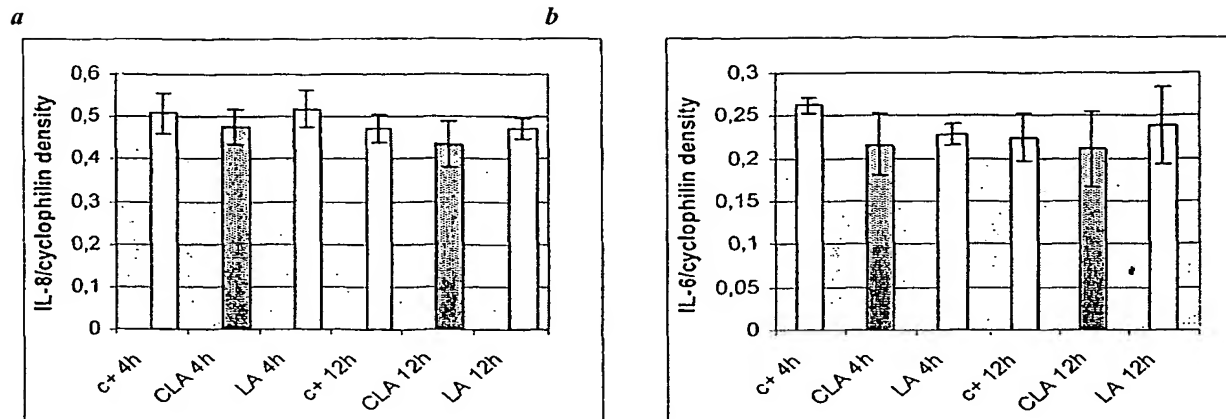 a
b
IL-8/cyclophilin density
0,6
0,5
0,4
0,3
0,2
0,1
0
c+ 4h
CLA 4h
LA 4h
c+ 12h
CLA 12h
LA 12h
IL-6/cyclophilin density
0,3
0,25
0,2
0,15
0,1
0,05
0
c+ 4h
CLA 4h
LA 4h
c+ 12h
CLA 12h
LA 12h